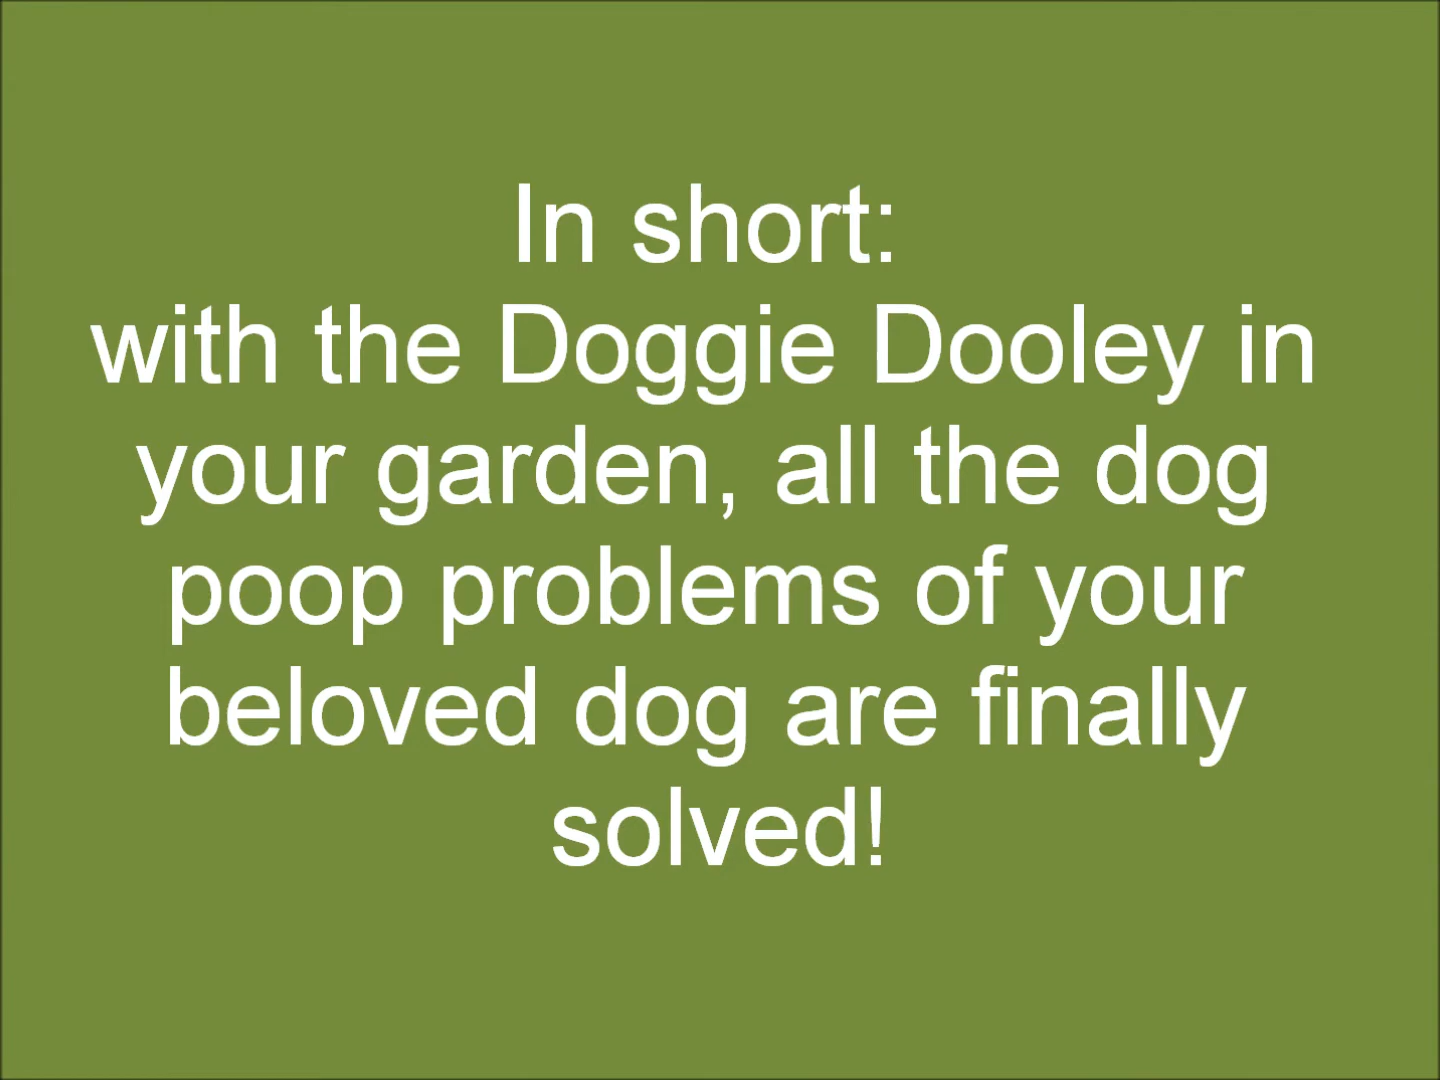 In short:
with the Doggie Dooley in
your garden, all the dog
poop problems of your
beloved dog are finally
solved!